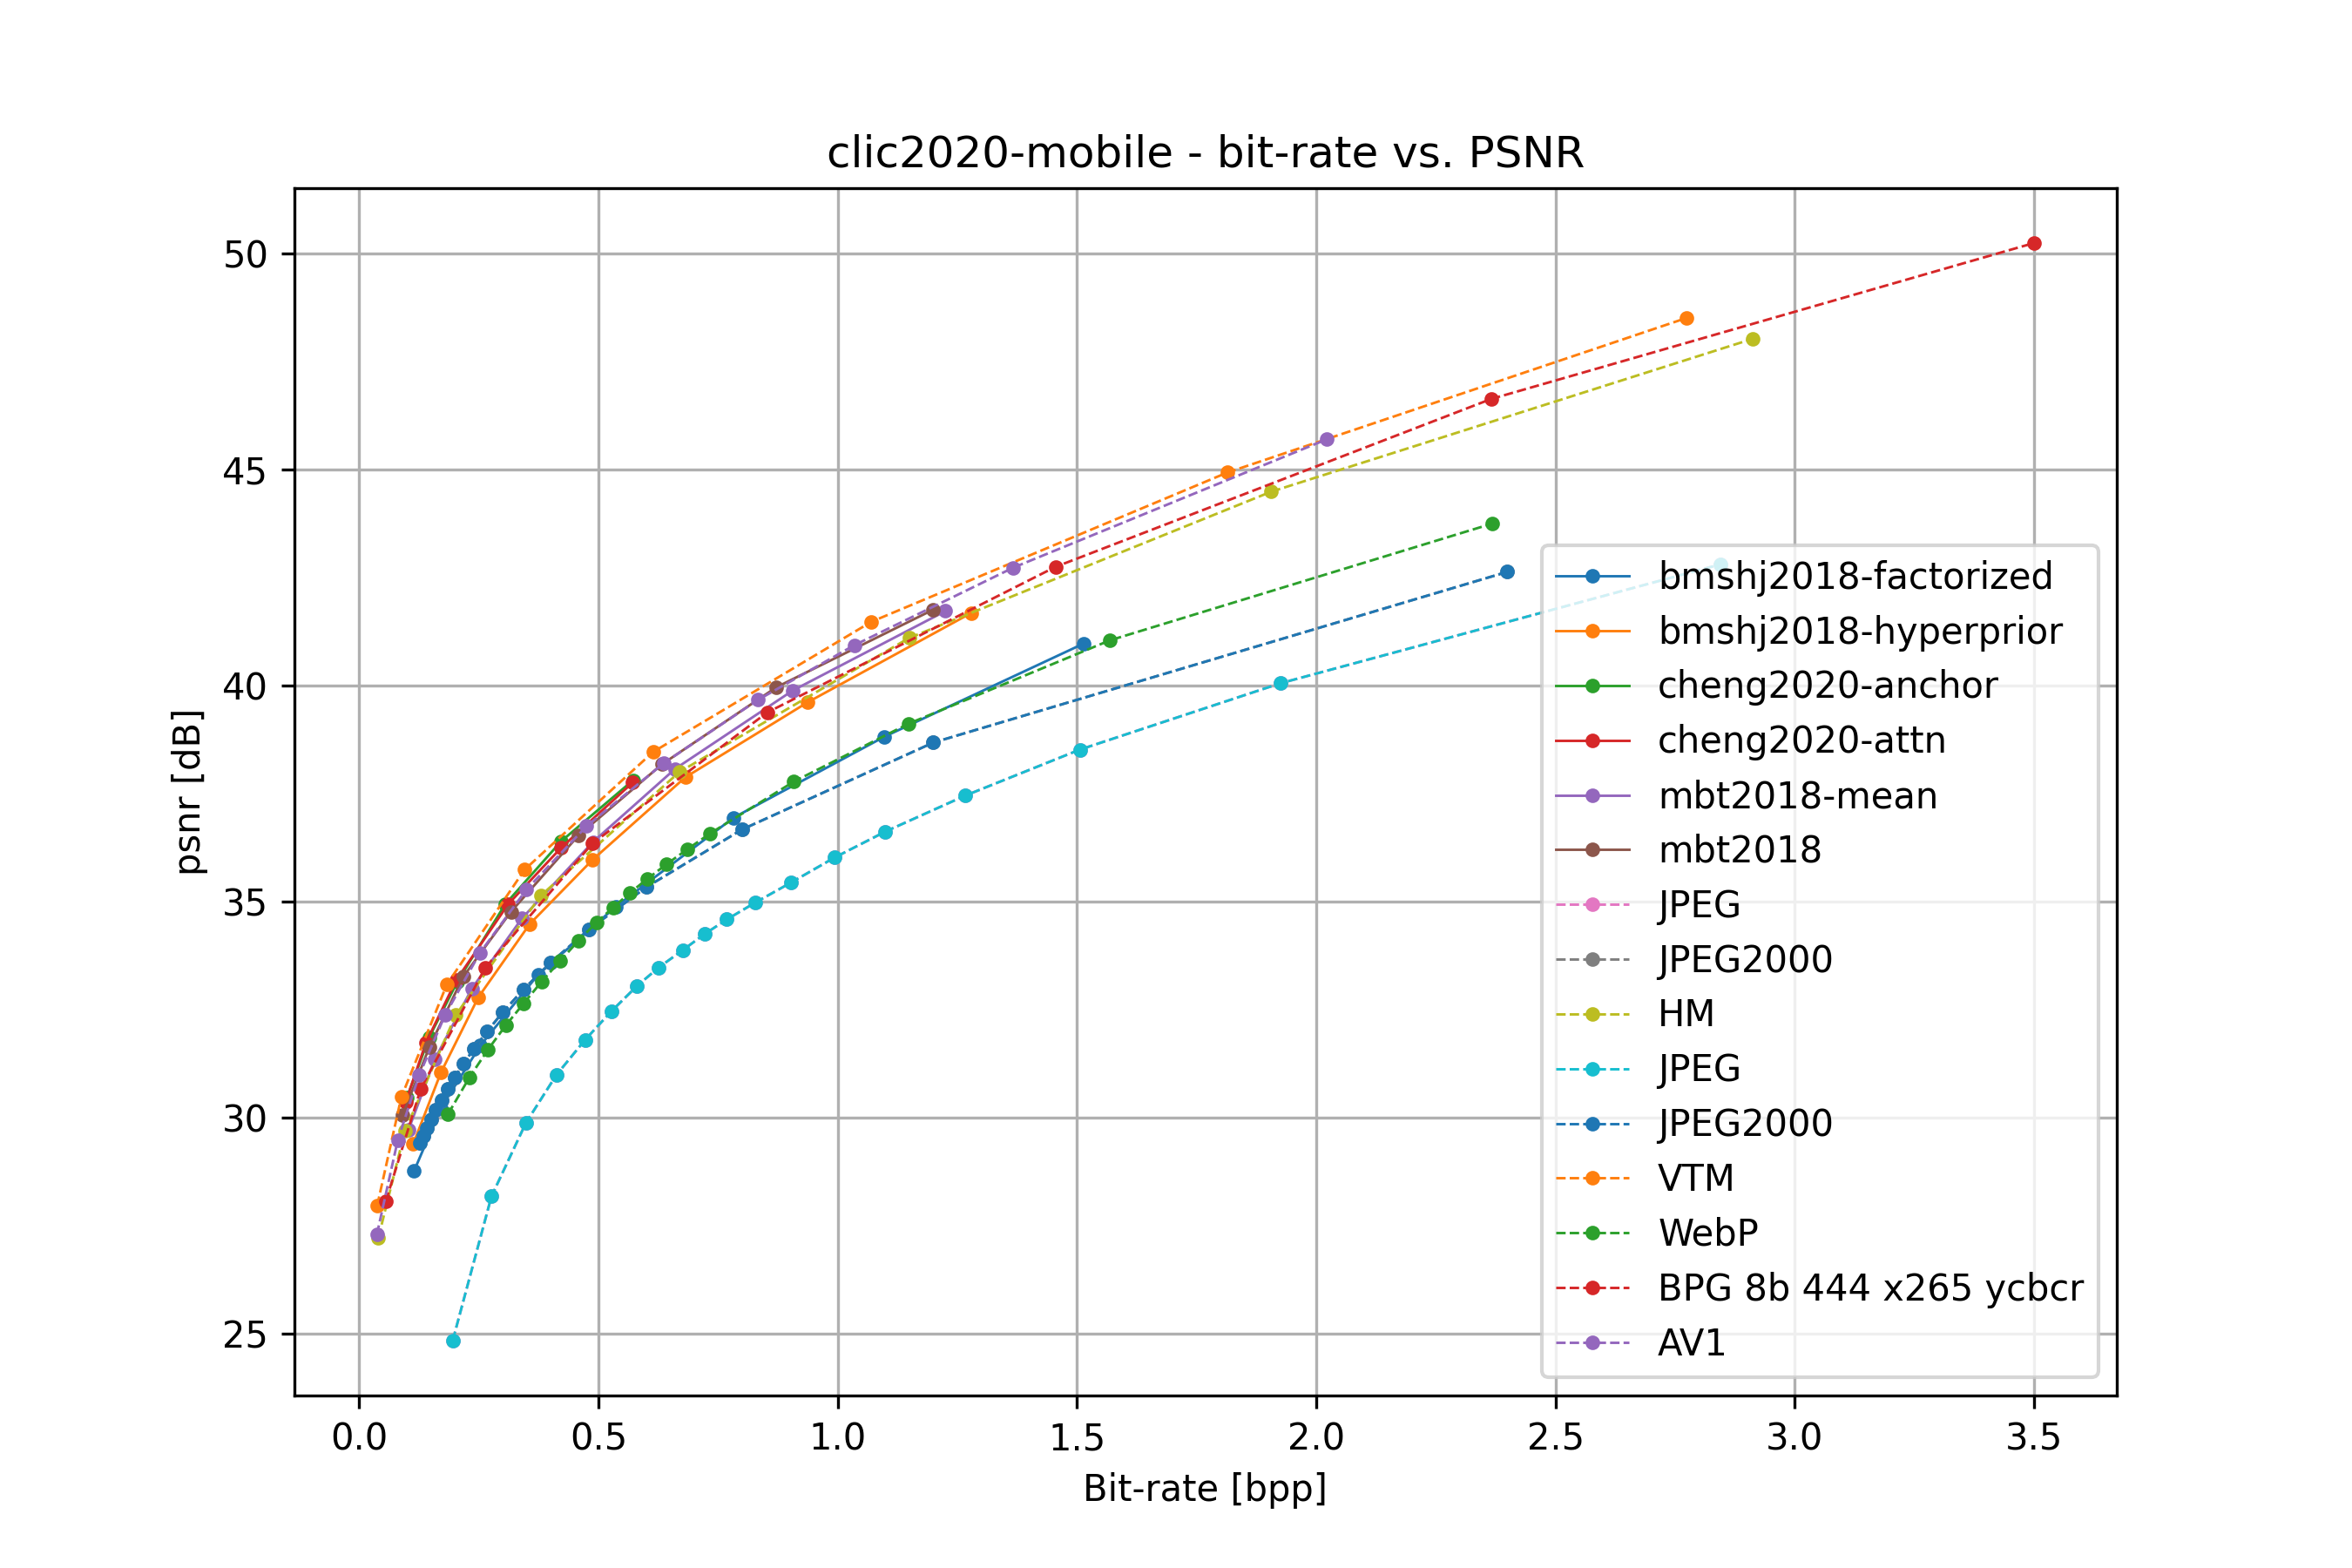 clic2020-mobile - bit-rate vs. PSNR
50
45
40
35
30
25
psnr [dB]
bmshj2018-factorized
bmshj2018-hyperprior
cheng2020-anchor
cheng2020-attn
mbt2018-mean
mbt2018
JPEG
JPEG2000
HM
JPEG
JPEG2000
VTM
WebP
BPG 8b 444 x265 ycbcr
AV1
0.0 0.5 1.0 1.5 2.0 2.5 3.0 3.5
Bit-rate [bpp]